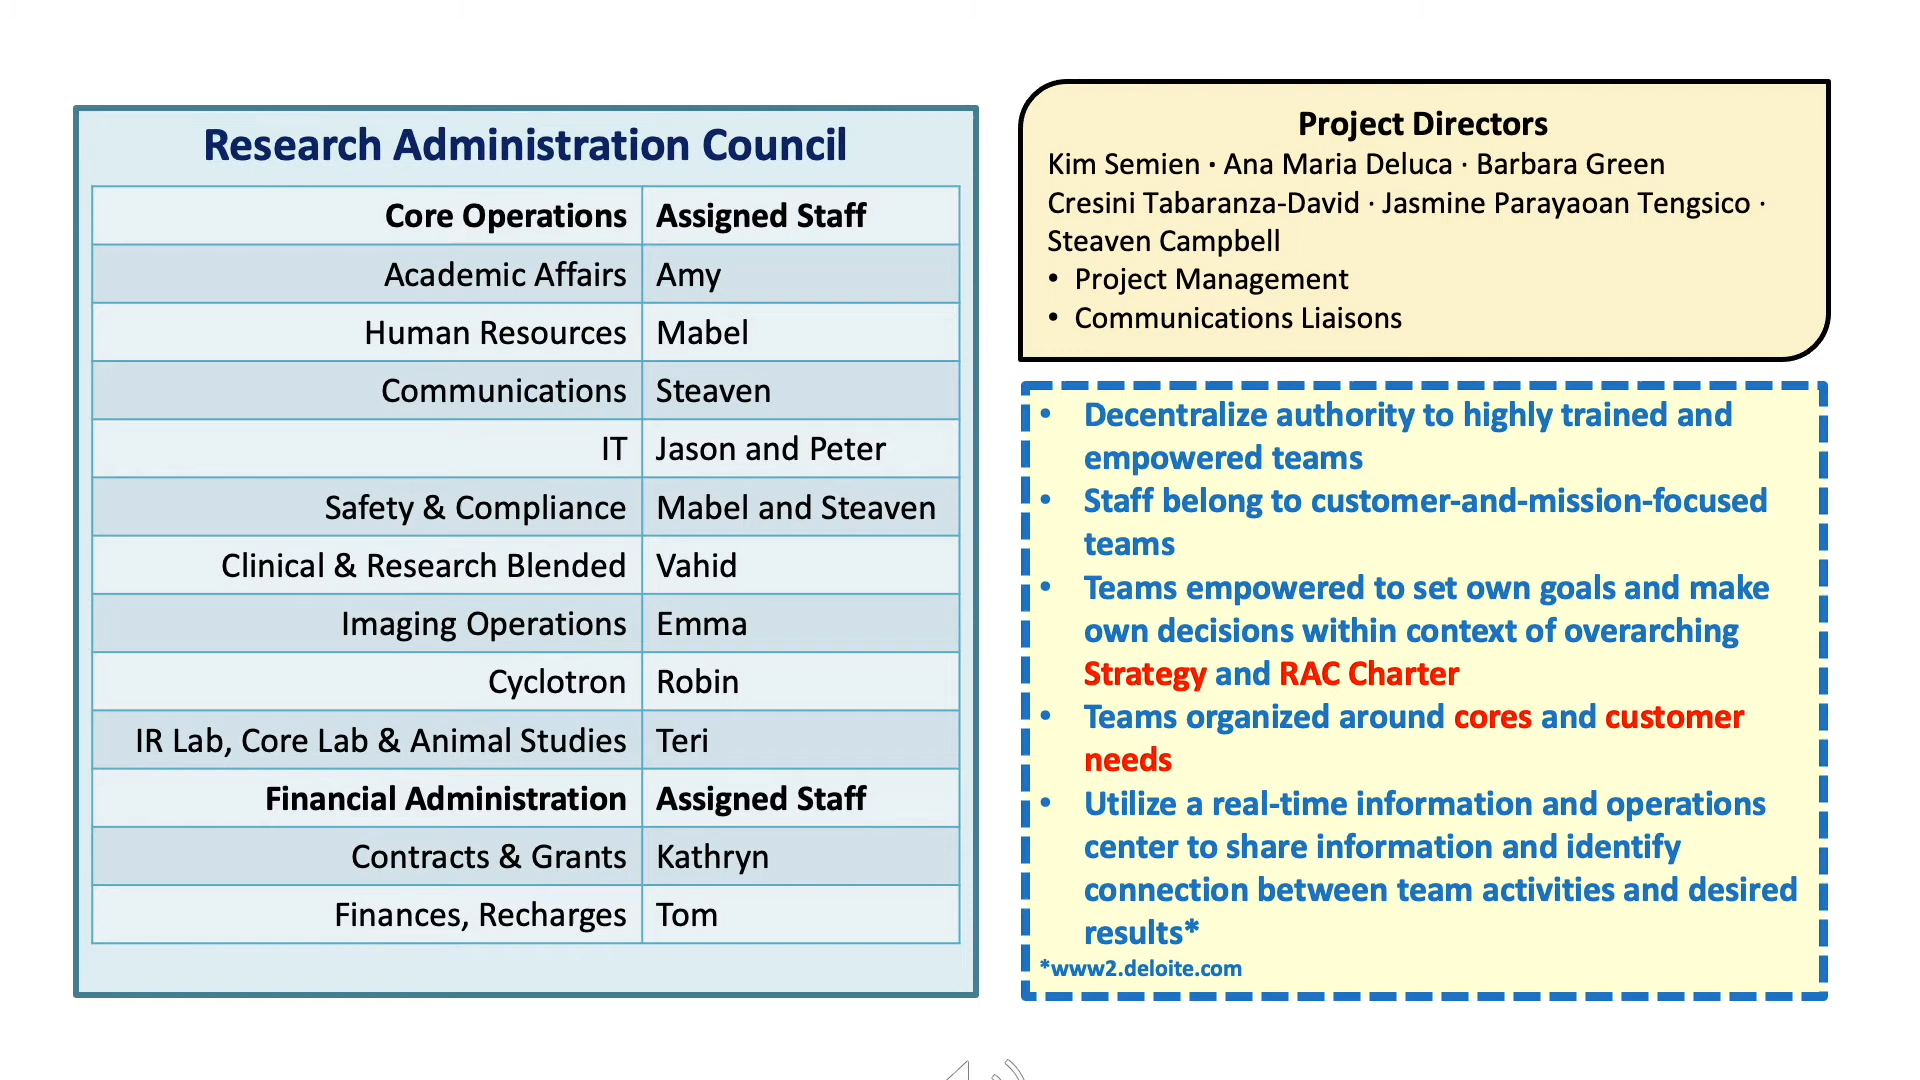 Research Administration Council
Core Operations Assigned Staff
Academic Affairs Amy
Human Resources Mabel
Communications Steaven
IT Jason and Peter
Safety & Compliance Mabel and Steaven
Clinical & Research Blended Vahid
Imaging Operations Emma
Cyclotron Robin
IR Lab, Core Lab & Animal Studies Teri
Financial Administration Assigned Staff
Contracts & Grants Kathryn
Finances, Recharges Tom
Project Directors
Kim Semien · Ana Maria Deluca · Barbara Green
Cresini Tabaranza-David · Jasmine Parayaoan Tengsico ·
Steaven Campbell
• Project Management
• Communications Liaisons
• Decentralize authority to highly trained and
empowered teams
• Staff belong to customer-and-mission-focused
teams
• Teams empowered to set own goals and make
own decisions within context of overarching
Strategy and RAC Charter
• Teams organized around cores and customer
needs
• Utilize a real-time information and operations
center to share information and identify
connection between team activities and desired
results*
*www2.deloite.com